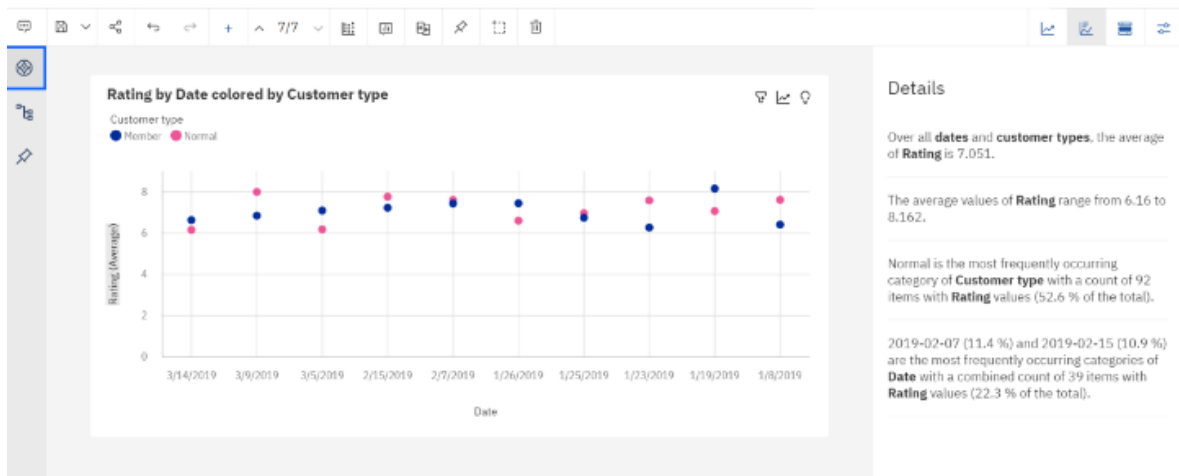 7/7
Rating by Date colored by Customer type
Customer type
Member Normal
Rating (Average)
8
6
4
2
0
3/14/2019 3/9/2019 3/5/2019 2/15/2019 2/7/2019 1/26/2019 1/25/2019 1/23/2019 1/19/2019 1/8/2019
Date
Details
Over all dates and customer types, the average
of Rating is 7.051.
The average values of Rating range from 6.16 to
8.162.
Normal is the most frequently occurring
category of Customer type with a count of 92
items with Rating values (52.6 % of the total).
2019-02-07 (11.4 %) and 2019-02-15 (10.9 %)
are the most frequently occurring categories of
Date with a combined count of 39 items with
Rating values (22.3 % of the total).